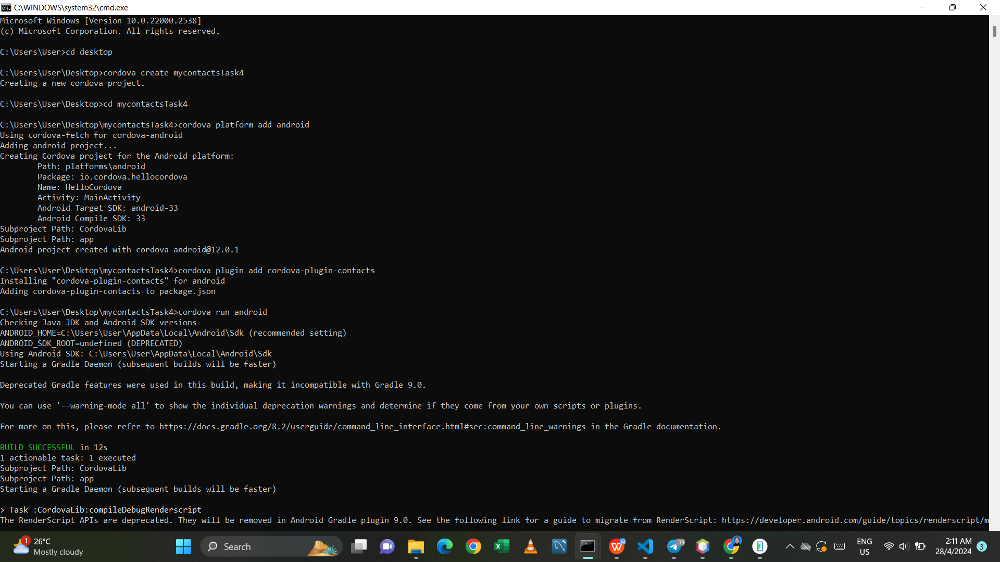 C:\WINDOWS\system32\cmd.exe
Microsoft Windows [Version 10.0.22000.2538]
(c) Microsoft Corporation. All rights reserved.
C:\Users\User>cd desktop
C:\Users\User\Desktop>cordova create mycontactsTask4
Creating a new cordova project.
C:\Users\User\Desktop>cd mycontactsTask4
C:\Users\User\Desktop\mycontactsTask4>cordova platform add android
Using cordova-fetch for cordova-android
Adding android project...
Creating Cordova project for the Android platform:
Path: platforms\android
Package: io.cordova.hellocordova
Name: HelloCordova
Activity: MainActivity
Android Target SDK: android-33
Android Compile SDK: 33
Subproject Path: CordovaLib
Subproject Path: app
Android project created with cordova-android@12.0.1
C:\Users\User\Desktop\mycontactsTask4>cordova plugin add cordova-plugin-contacts
Installing "cordova-plugin-contacts" for android
Adding cordova-plugin-contacts to package.json
C:\Users\User\Desktop\mycontactsTask4>cordova run android
Checking Java JDK and Android SDK versions
ANDROID_HOME=C:\Users\User\AppData\Local\Android\Sdk (recommended setting)
ANDROID_SDK_ROOT=undefined (DEPRECATED)
Using Android SDK: C:\Users\User\AppData\Local\Android\Sdk
Starting a Gradle Daemon (subsequent builds will be faster)
Deprecated Gradle features were used in this build, making it incompatible with Gradle 9.0.
You can use '--warning-mode all' to show the individual deprecation warnings and determine if they come from your own scripts or plugins.
For more on this, please refer to https://docs.gradle.org/8.2/userguide/command_line_interface.html#sec:command_line_warnings in the Gradle documentation.
BUILD SUCCESSFUL in 12s
1 actionable task: 1 executed
Subproject Path: CordovaLib
Subproject Path: app
Starting a Gradle Daemon (subsequent builds will be faster)
> Task :CordovaLib:compileDebugRenderscript
The RenderScript APIs are deprecated. They will be removed in Android Gradle plugin 9.0. See the following link for a guide to migrate from RenderScript: https://developer.android.com/guide/topics/renderscript/m
1
26°C
Mostly cloudy
Search
39
ENG
US
2:11 AM
28/4/2024
3